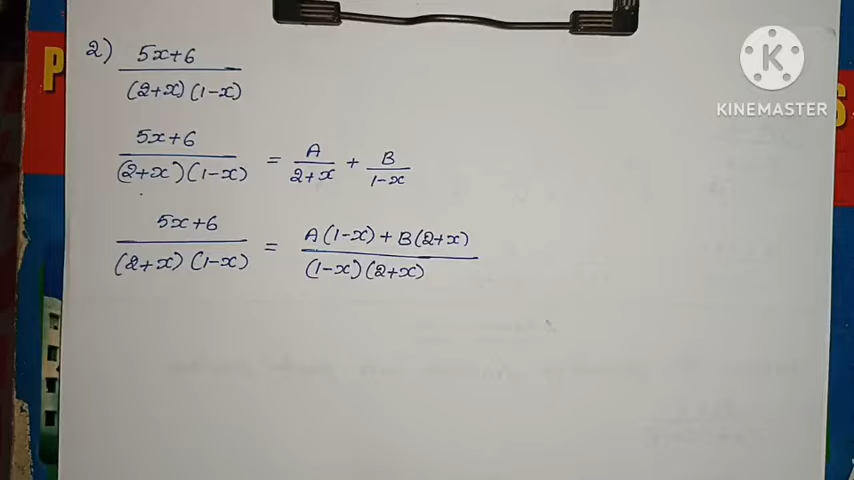 2) (5x+6)/((2+x)(1-x))
(5x+6)/((2+x)(1-x)) = A/(2+x) + B/(1-x)
(5x+6)/((2+x)(1-x)) = (A(1-x)+B(2+x))/((1-x)(2+x))
K
KINEMASTER
P